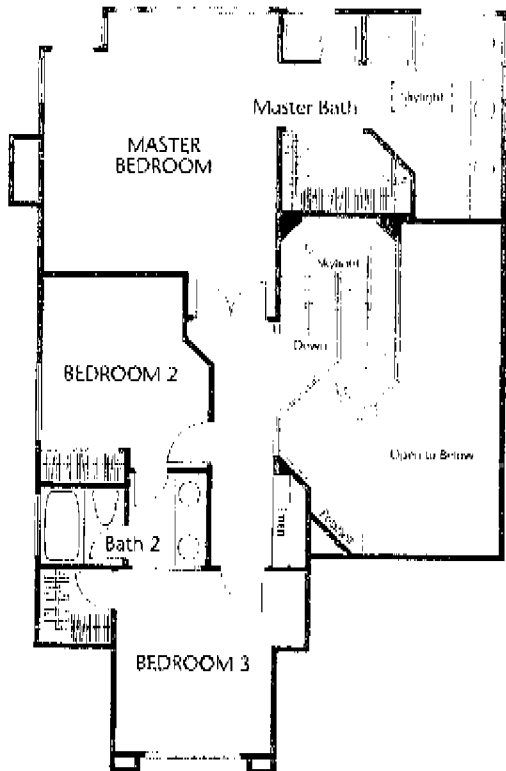 Master Bath
Skylight
MASTER
BEDROOM
Skylight
Down
BEDROOM 2
Open to Below
Linen
Bath 2
BEDROOM 3